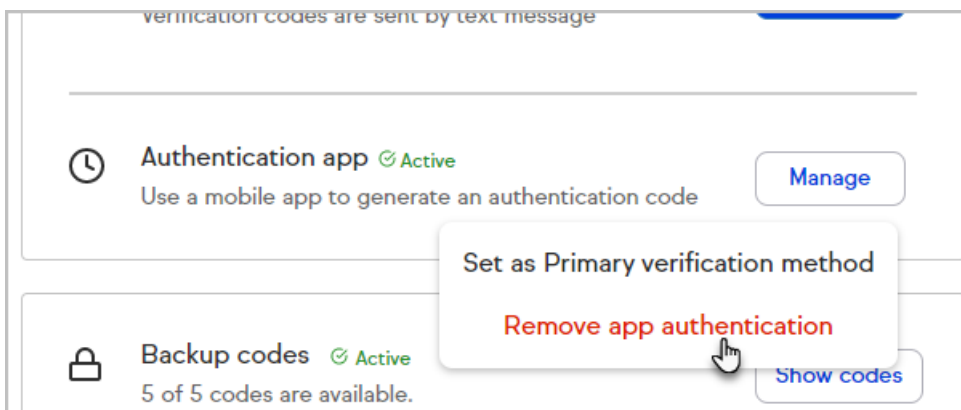 Verification codes are sent by text message
Authentication app Active
Use a mobile app to generate an authentication code
Manage
Set as Primary verification method
Remove app authentication
Backup codes Active
5 of 5 codes are available.
Show codes